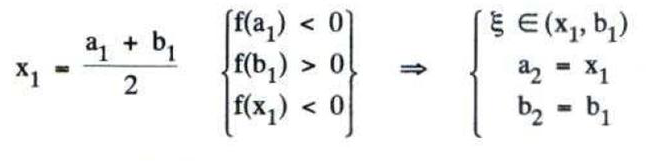 x₁ = (a₁ + b₁) / 2 {f(a₁) < 0 f(b₁) > 0 f(x₁) < 0} ⇒ { ξ ∈ (x₁, b₁) a₂ = x₁ b₂ = b₁